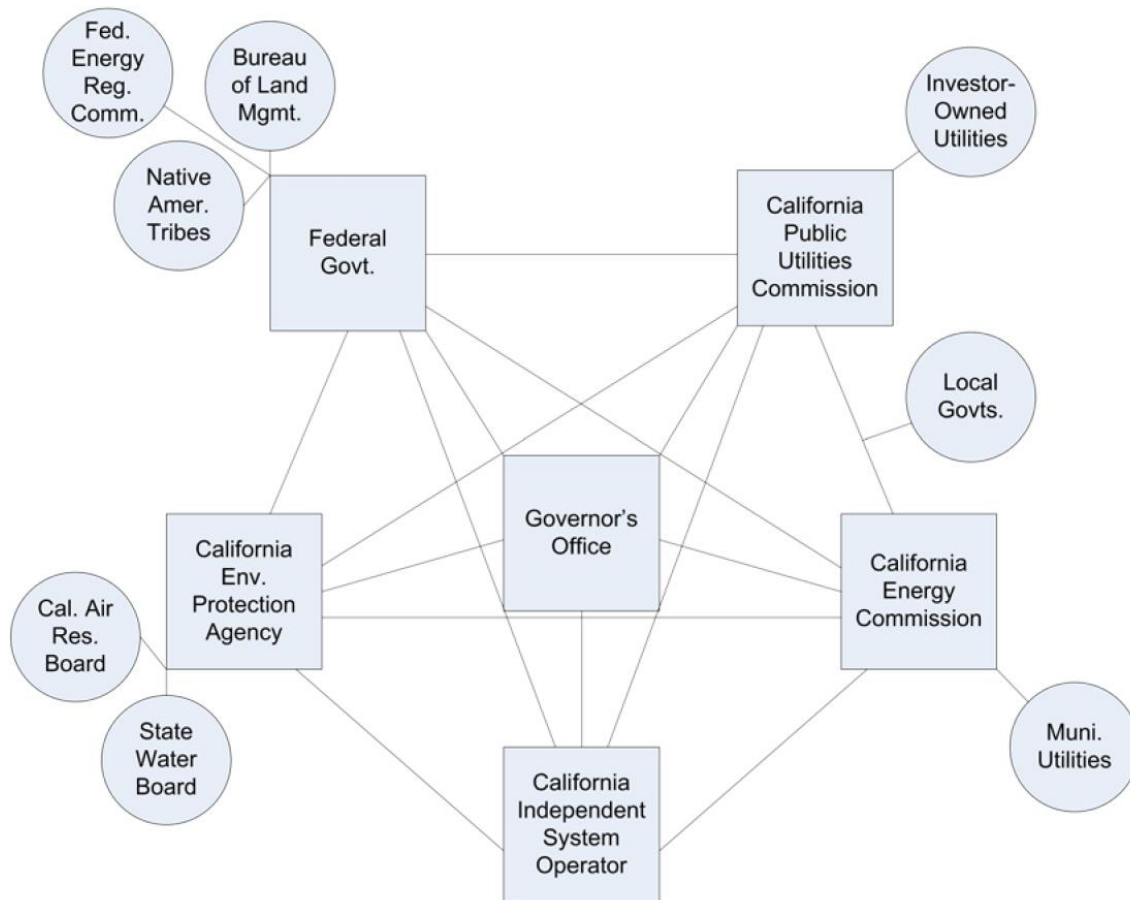 Fed.
Energy
Reg.
Comm.
Bureau
of Land
Mgmt.
Native
Amer.
Tribes
Federal
Govt.
Investor-
Owned
Utilities
California
Public
Utilities
Commission
Local
Govts.
Governor's
Office
California
Env.
Protection
Agency
California
Energy
Commission
Cal. Air
Res.
Board
State
Water
Board
California
Independent
System
Operator
Muni.
Utilities